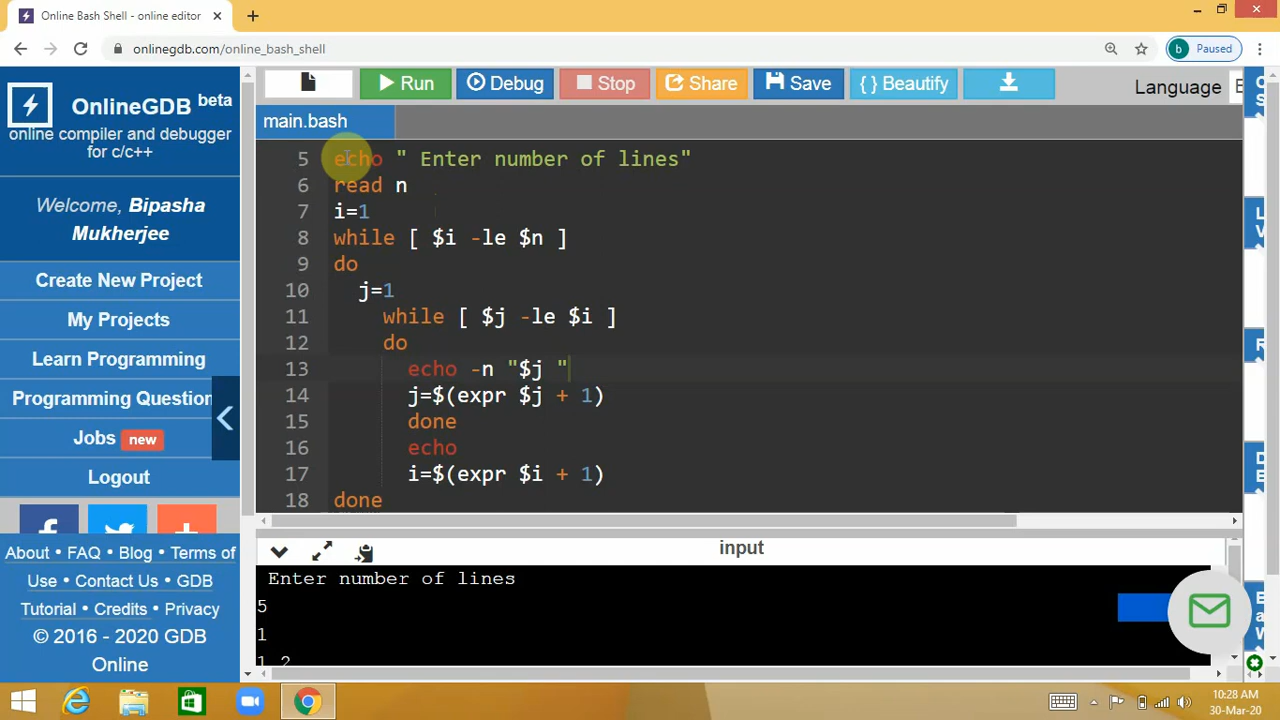 Online Bash Shell - online editor
onlinegdb.com/online_bash_shell
b Paused
OnlineGDB beta
online compiler and debugger
for c/c++
Welcome, Bipasha
Mukherjee
Create New Project
My Projects
Learn Programming
Programming Question
Jobs new
Logout
f
About • FAQ • Blog • Terms of
Use • Contact Us • GDB
Tutorial • Credits • Privacy
© 2016 - 2020 GDB
Online
Run Debug Stop Share Save { } Beautify Language
main.bash
5 echo " Enter number of lines"
6 read n
7 i=1
8 while [ $i -le $n ]
9 do
10 j=1
11 while [ $j -le $i ]
12 do
13 echo -n "$j "
14 j=$(expr $j + 1)
15 done
16 echo
17 i=$(expr $i + 1)
18 done
input
Enter number of lines
5
1
1 2
10:28 AM
30-Mar-20